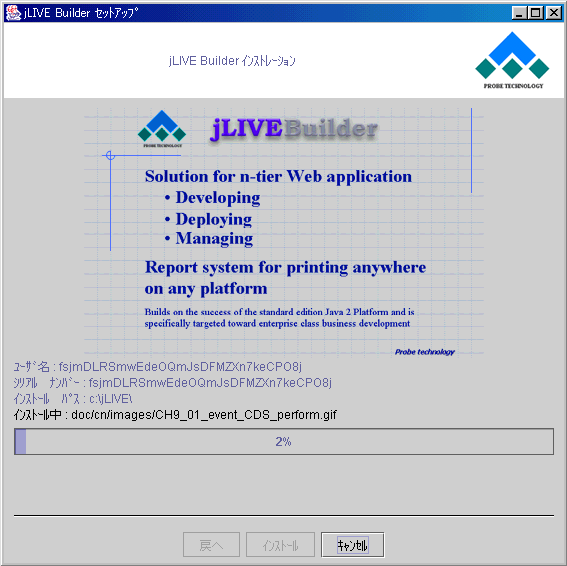 jLIVE Builder ｾｯﾄｱｯﾌﾟ
jLIVE Builder ｲﾝｽﾄﾚｰｼｮﾝ
PROBE TECHNOLOGY
PROBE TECHNOLOGY
jLIVEBuilder
Solution for n-tier Web application
• Developing
• Deploying
• Managing
Report system for printing anywhere
on any platform
Builds on the success of the standard edition Java 2 Platform and is
specifically targeted toward enterprise class business development
Probe technology
ﾕｰｻﾞ名 : fsjmDLRSmwEdeOQmJsDFMZXn7keCPO8j
ｼﾘｱﾙ ﾅﾝﾊﾞｰ : fsjmDLRSmwEdeOQmJsDFMZXn7keCPO8j
ｲﾝｽﾄｰﾙ ﾊﾟｽ : c:\jLIVE\
ｲﾝｽﾄｰﾙ中 : doc/cn/images/CH9_01_event_CDS_perform.gif
2%
戻へ
ｲﾝｽﾄｰﾙ
ｷｬﾝｾﾙ